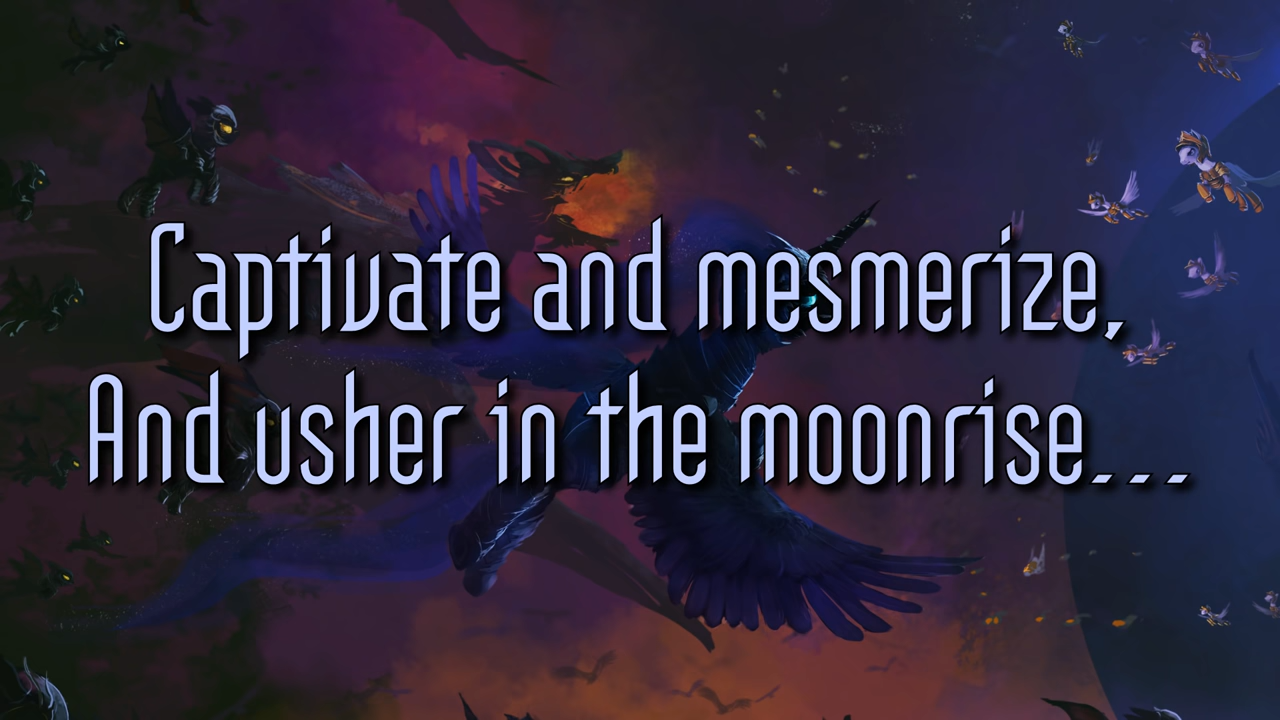 Captivate and mesmerize,
And usher in the moonrise...